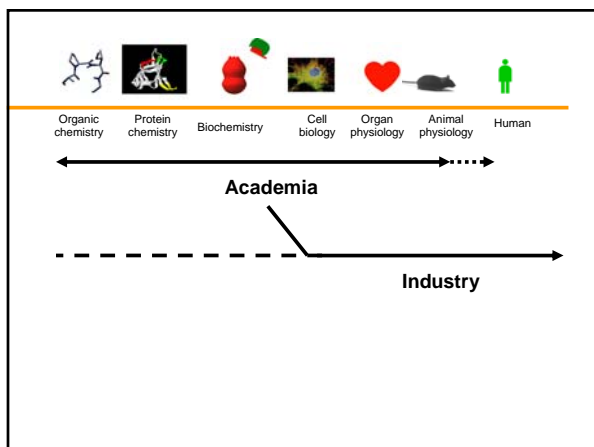 Organic
chemistry
Protein
chemistry
Biochemistry
Cell
biology
Organ
physiology
Animal
physiology
Human
Academia
Industry